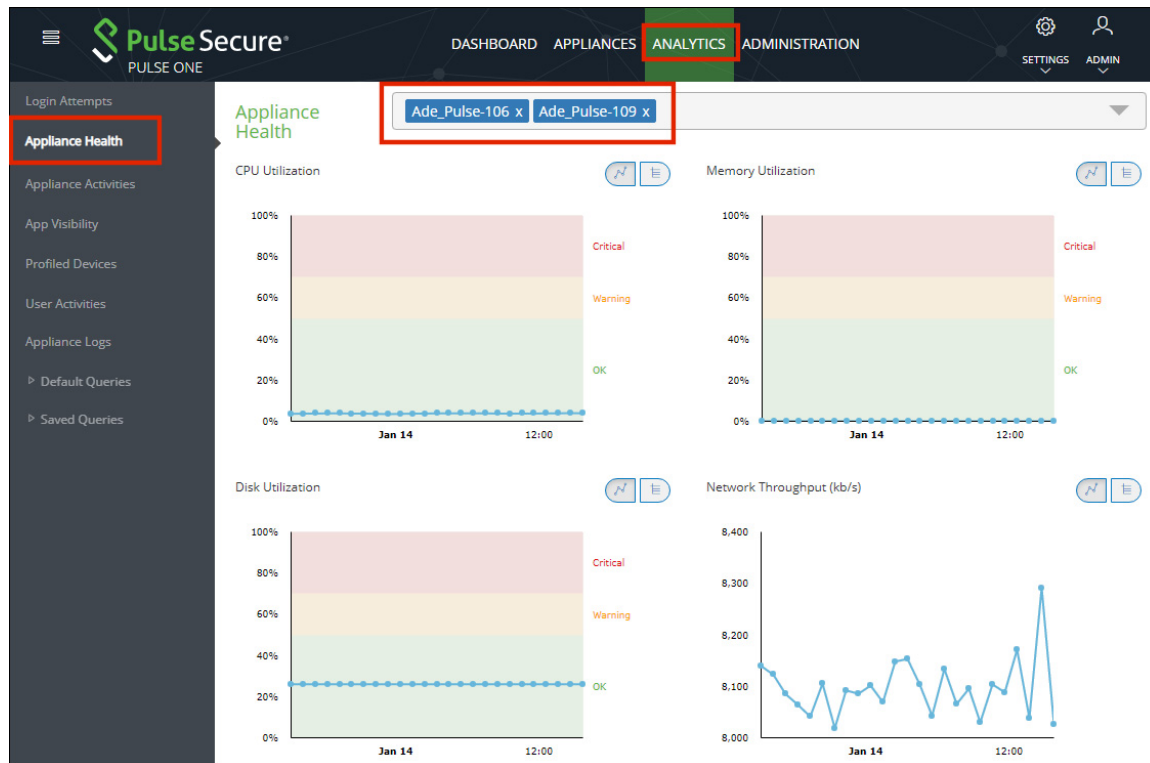 Pulse Secure®
PULSE ONE
DASHBOARD APPLIANCES ANALYTICS ADMINISTRATION
SETTINGS ADMIN
Login Attempts
Appliance Health
Appliance Activities
App Visibility
Profiled Devices
User Activities
Appliance Logs
Default Queries
Saved Queries
Appliance
Health
Ade_Pulse-106 x Ade_Pulse-109 x
CPU Utilization
100%
80%
60%
40%
20%
0%
Critical
Warning
OK
Jan 14 12:00
Memory Utilization
100%
80%
60%
40%
20%
0%
Critical
Warning
OK
Jan 14 12:00
Disk Utilization
100%
80%
60%
40%
20%
0%
Critical
Warning
OK
Jan 14 12:00
Network Throughput (kb/s)
8,400
8,300
8,200
8,100
8,000
Jan 14 12:00